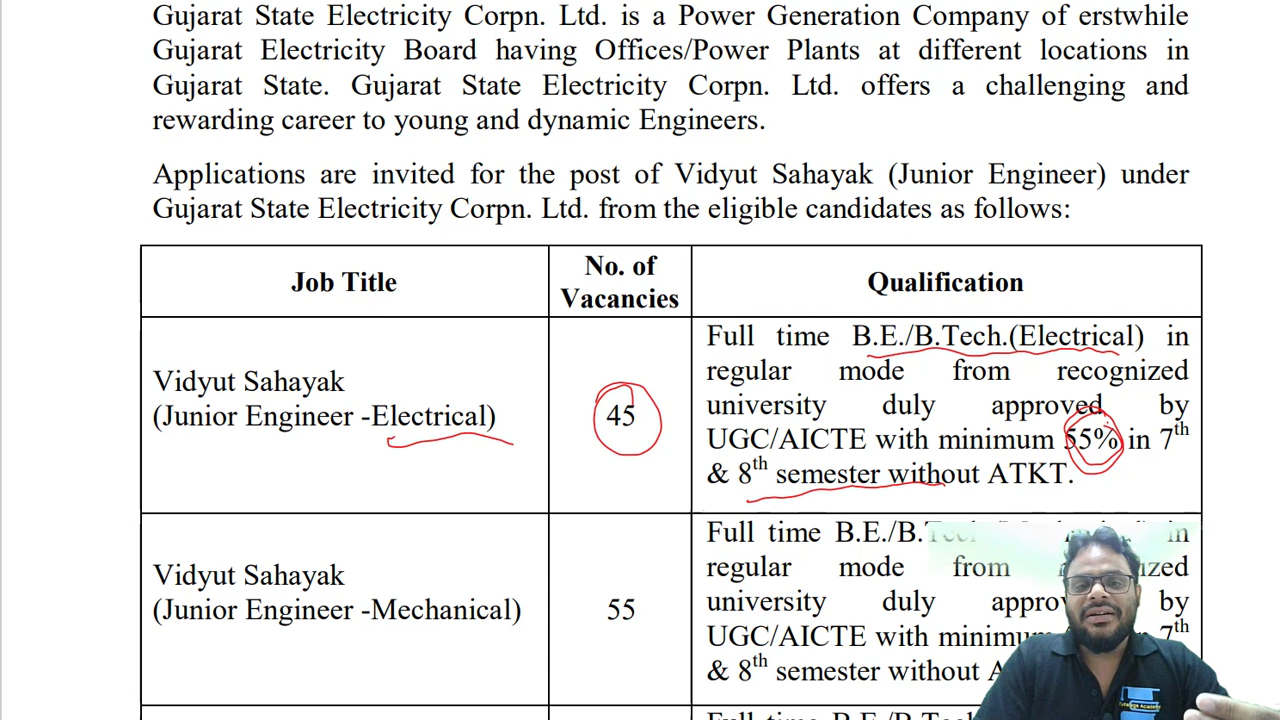 Gujarat State Electricity Corpn. Ltd. is a Power Generation Company of erstwhile
Gujarat Electricity Board having Offices/Power Plants at different locations in
Gujarat State. Gujarat State Electricity Corpn. Ltd. offers a challenging and
rewarding career to young and dynamic Engineers.
Applications are invited for the post of Vidyut Sahayak (Junior Engineer) under
Gujarat State Electricity Corpn. Ltd. from the eligible candidates as follows:
Job Title
No. of
Vacancies
Qualification
Vidyut Sahayak
(Junior Engineer -Electrical)
45
Full time B.E./B.Tech.(Electrical) in
regular mode from recognized
university duly approved by
UGC/AICTE with minimum 55% in 7th
& 8th semester without ATKT.
Vidyut Sahayak
(Junior Engineer -Mechanical)
55
Full time B.E./B. in
regular mode from
university duly by
UGC/AICTE with 7th
& 8th semester without
Full time B.E./B.Tech